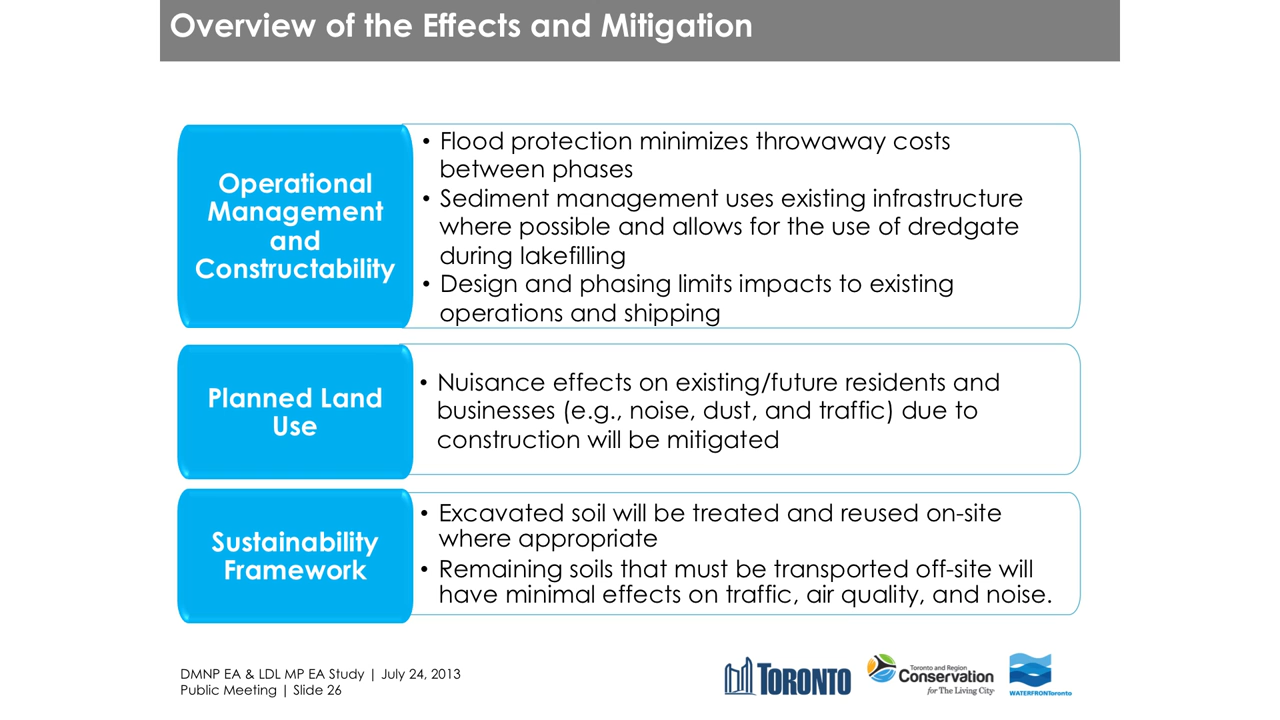 Overview of the Effects and Mitigation
Operational
Management
and
Constructability
• Flood protection minimizes throwaway costs
between phases
• Sediment management uses existing infrastructure
where possible and allows for the use of dredgate
during lakefilling
• Design and phasing limits impacts to existing
operations and shipping
Planned Land
Use
• Nuisance effects on existing/future residents and
businesses (e.g., noise, dust, and traffic) due to
construction will be mitigated
Sustainability
Framework
• Excavated soil will be treated and reused on-site
where appropriate
• Remaining soils that must be transported off-site will
have minimal effects on traffic, air quality, and noise.
DMNP EA & LDL MP EA Study | July 24, 2013
Public Meeting | Slide 26
TORONTO
Toronto and Region
Conservation
for The Living City
WATERFRONToronto